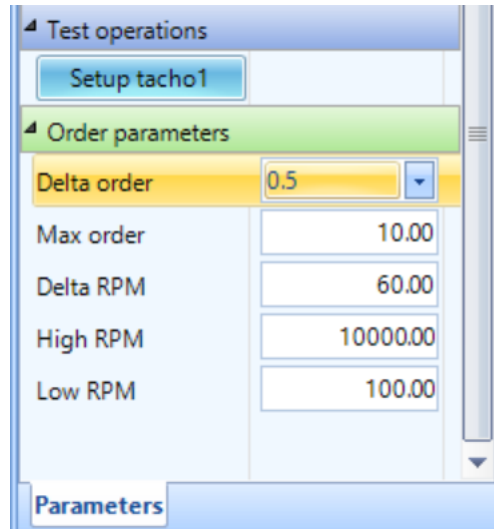 Test operations
Setup tacho1
Order parameters
Delta order 0.5
Max order 10.00
Delta RPM 60.00
High RPM 10000.00
Low RPM 100.00
Parameters